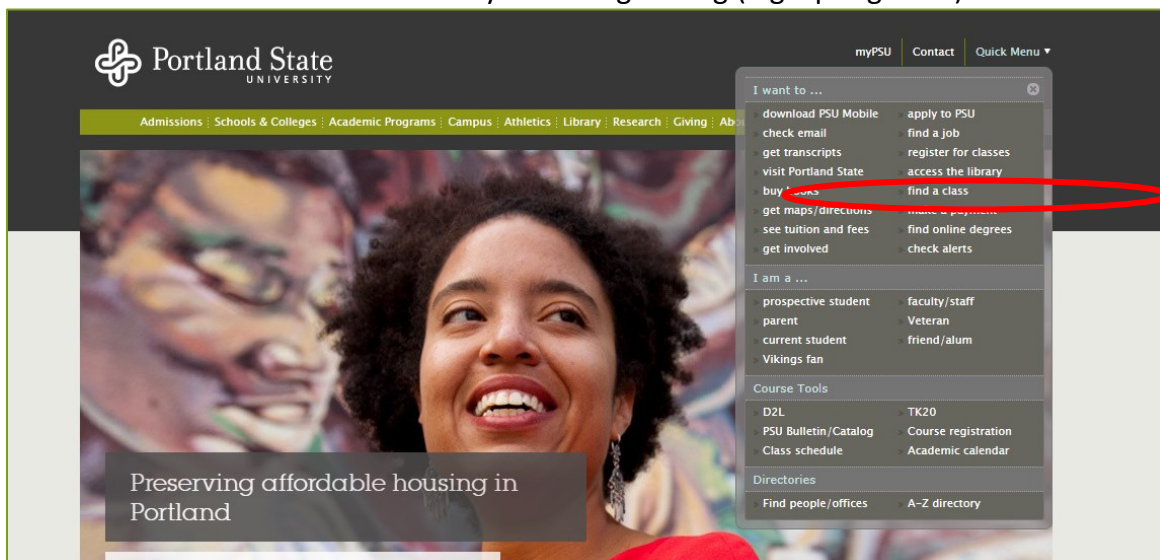 Portland State
UNIVERSITY
myPSU Contact Quick Menu
Admissions Schools & Colleges Academic Programs Campus Athletics Library Research Giving
I want to ...
download PSU Mobile apply to PSU
check email find a job
get transcripts register for classes
visit Portland State access the library
buy books find a class
get maps/directions make a payment
see tuition and fees find online degrees
get involved check alerts
I am a ...
prospective student faculty/staff
parent Veteran
current student friend/alum
Vikings fan
Course Tools
D2L TK20
PSU Bulletin/Catalog Course registration
Class schedule Academic calendar
Directories
Find people/offices A-Z directory
Preserving affordable housing in
Portland